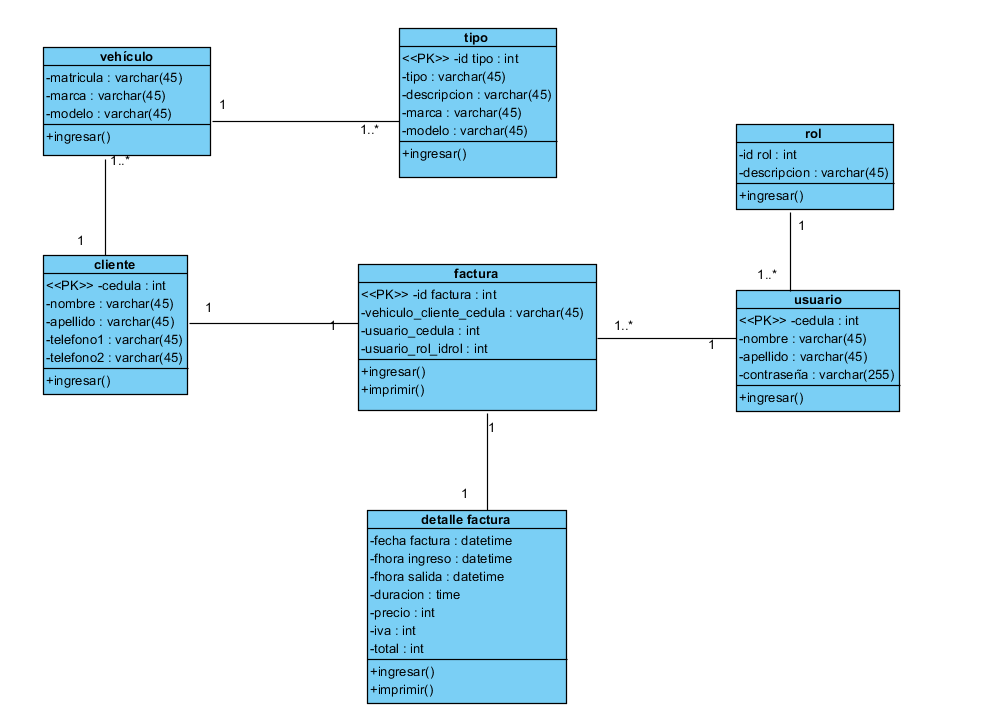 vehículo
-matricula : varchar(45)
-marca : varchar(45)
-modelo : varchar(45)
+ingresar()
1
1..*
tipo
<<PK>> -id tipo : int
-tipo : varchar(45)
-descripcion : varchar(45)
-marca : varchar(45)
-modelo : varchar(45)
+ingresar()
1..*
1
rol
-id rol : int
-descripcion : varchar(45)
+ingresar()
1
1..*
cliente
<<PK>> -cedula : int
-nombre : varchar(45)
-apellido : varchar(45)
-telefono1 : varchar(45)
-telefono2 : varchar(45)
+ingresar()
1
1
factura
<<PK>> -id factura : int
-vehiculo_cliente_cedula : varchar(45)
-usuario_cedula : int
-usuario_rol_idrol : int
+ingresar()
+imprimir()
1..*
1
usuario
<<PK>> -cedula : int
-nombre : varchar(45)
-apellido : varchar(45)
-contraseña : varchar(255)
+ingresar()
1
1
detalle factura
-fecha factura : datetime
-fhora ingreso : datetime
-fhora salida : datetime
-duracion : time
-precio : int
-iva : int
-total : int
+ingresar()
+imprimir()